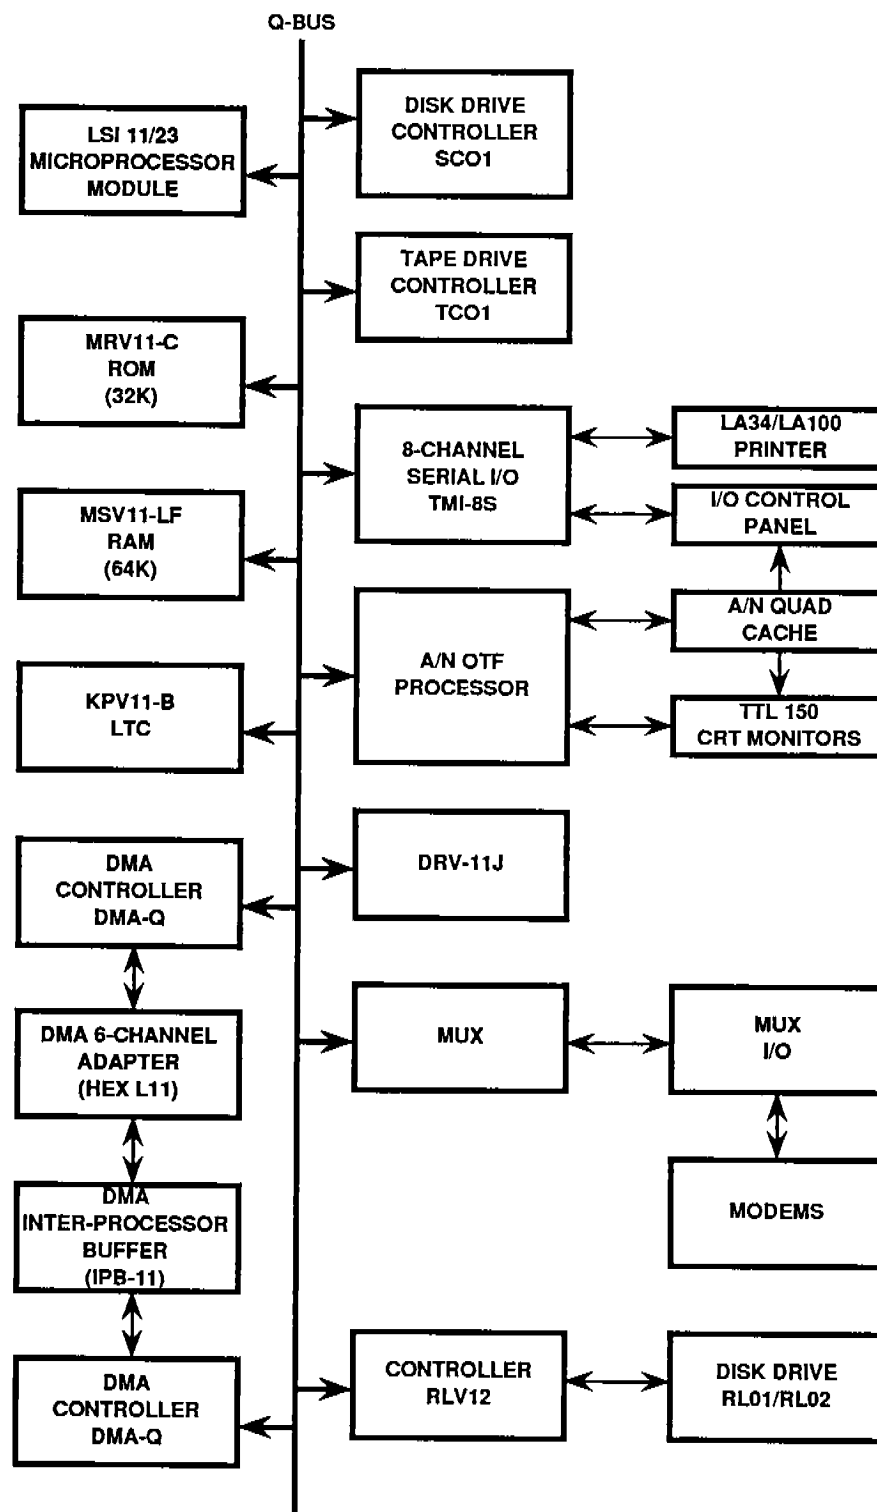 Q-BUS
LSI 11/23
MICROPROCESSOR
MODULE
MRV11-C
ROM
(32K)
MSV11-LF
RAM
(64K)
KPV11-B
LTC
DMA
CONTROLLER
DMA-Q
DMA 6-CHANNEL
ADAPTER
(HEX L11)
DMA
INTER-PROCESSOR
BUFFER
(IPB-11)
DMA
CONTROLLER
DMA-Q
DISK DRIVE
CONTROLLER
SCO1
TAPE DRIVE
CONTROLLER
TCO1
8-CHANNEL
SERIAL I/O
TMI-8S
A/N OTF
PROCESSOR
DRV-11J
MUX
CONTROLLER
RLV12
LA34/LA100
PRINTER
I/O CONTROL
PANEL
A/N QUAD
CACHE
TTL 150
CRT MONITORS
MUX
I/O
MODEMS
DISK DRIVE
RL01/RL02